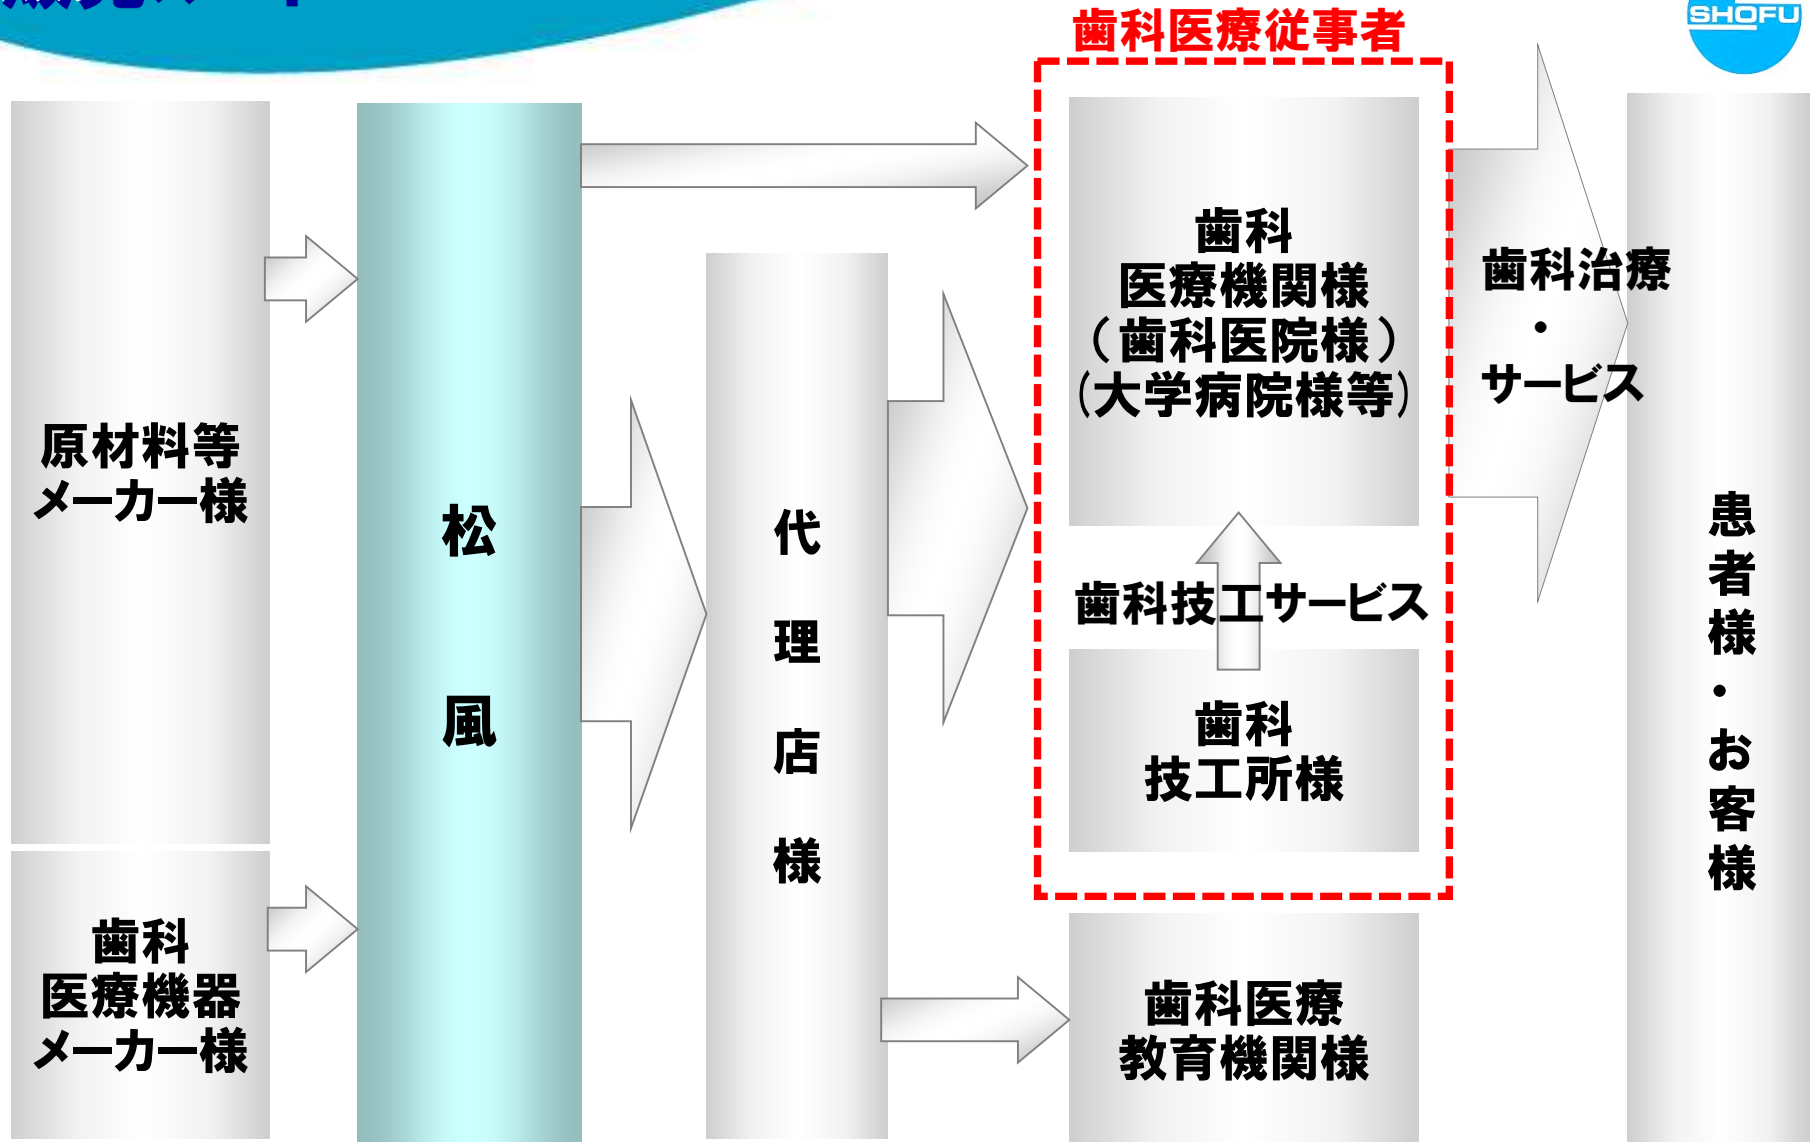 歯科医療従事者
SHOFU
原材料等
メーカー様
歯科
医療機器
メーカー様
松
風
代
理
店
様
歯科
医療機関様
（歯科医院様）
(大学病院様等)
歯科技工サービス
歯科
技工所様
歯科医療
教育機関様
歯科治療
・
サービス
患
者
様
・
お
客
様